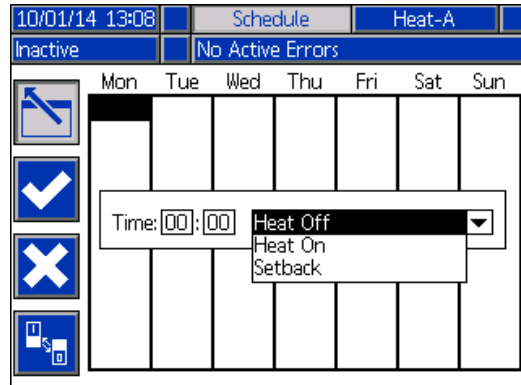 10/01/14 13:08 Schedule Heat-A
Inactive No Active Errors
Mon Tue Wed Thu Fri Sat Sun
Time: 00 : 00 Heat Off
Heat On
Setback